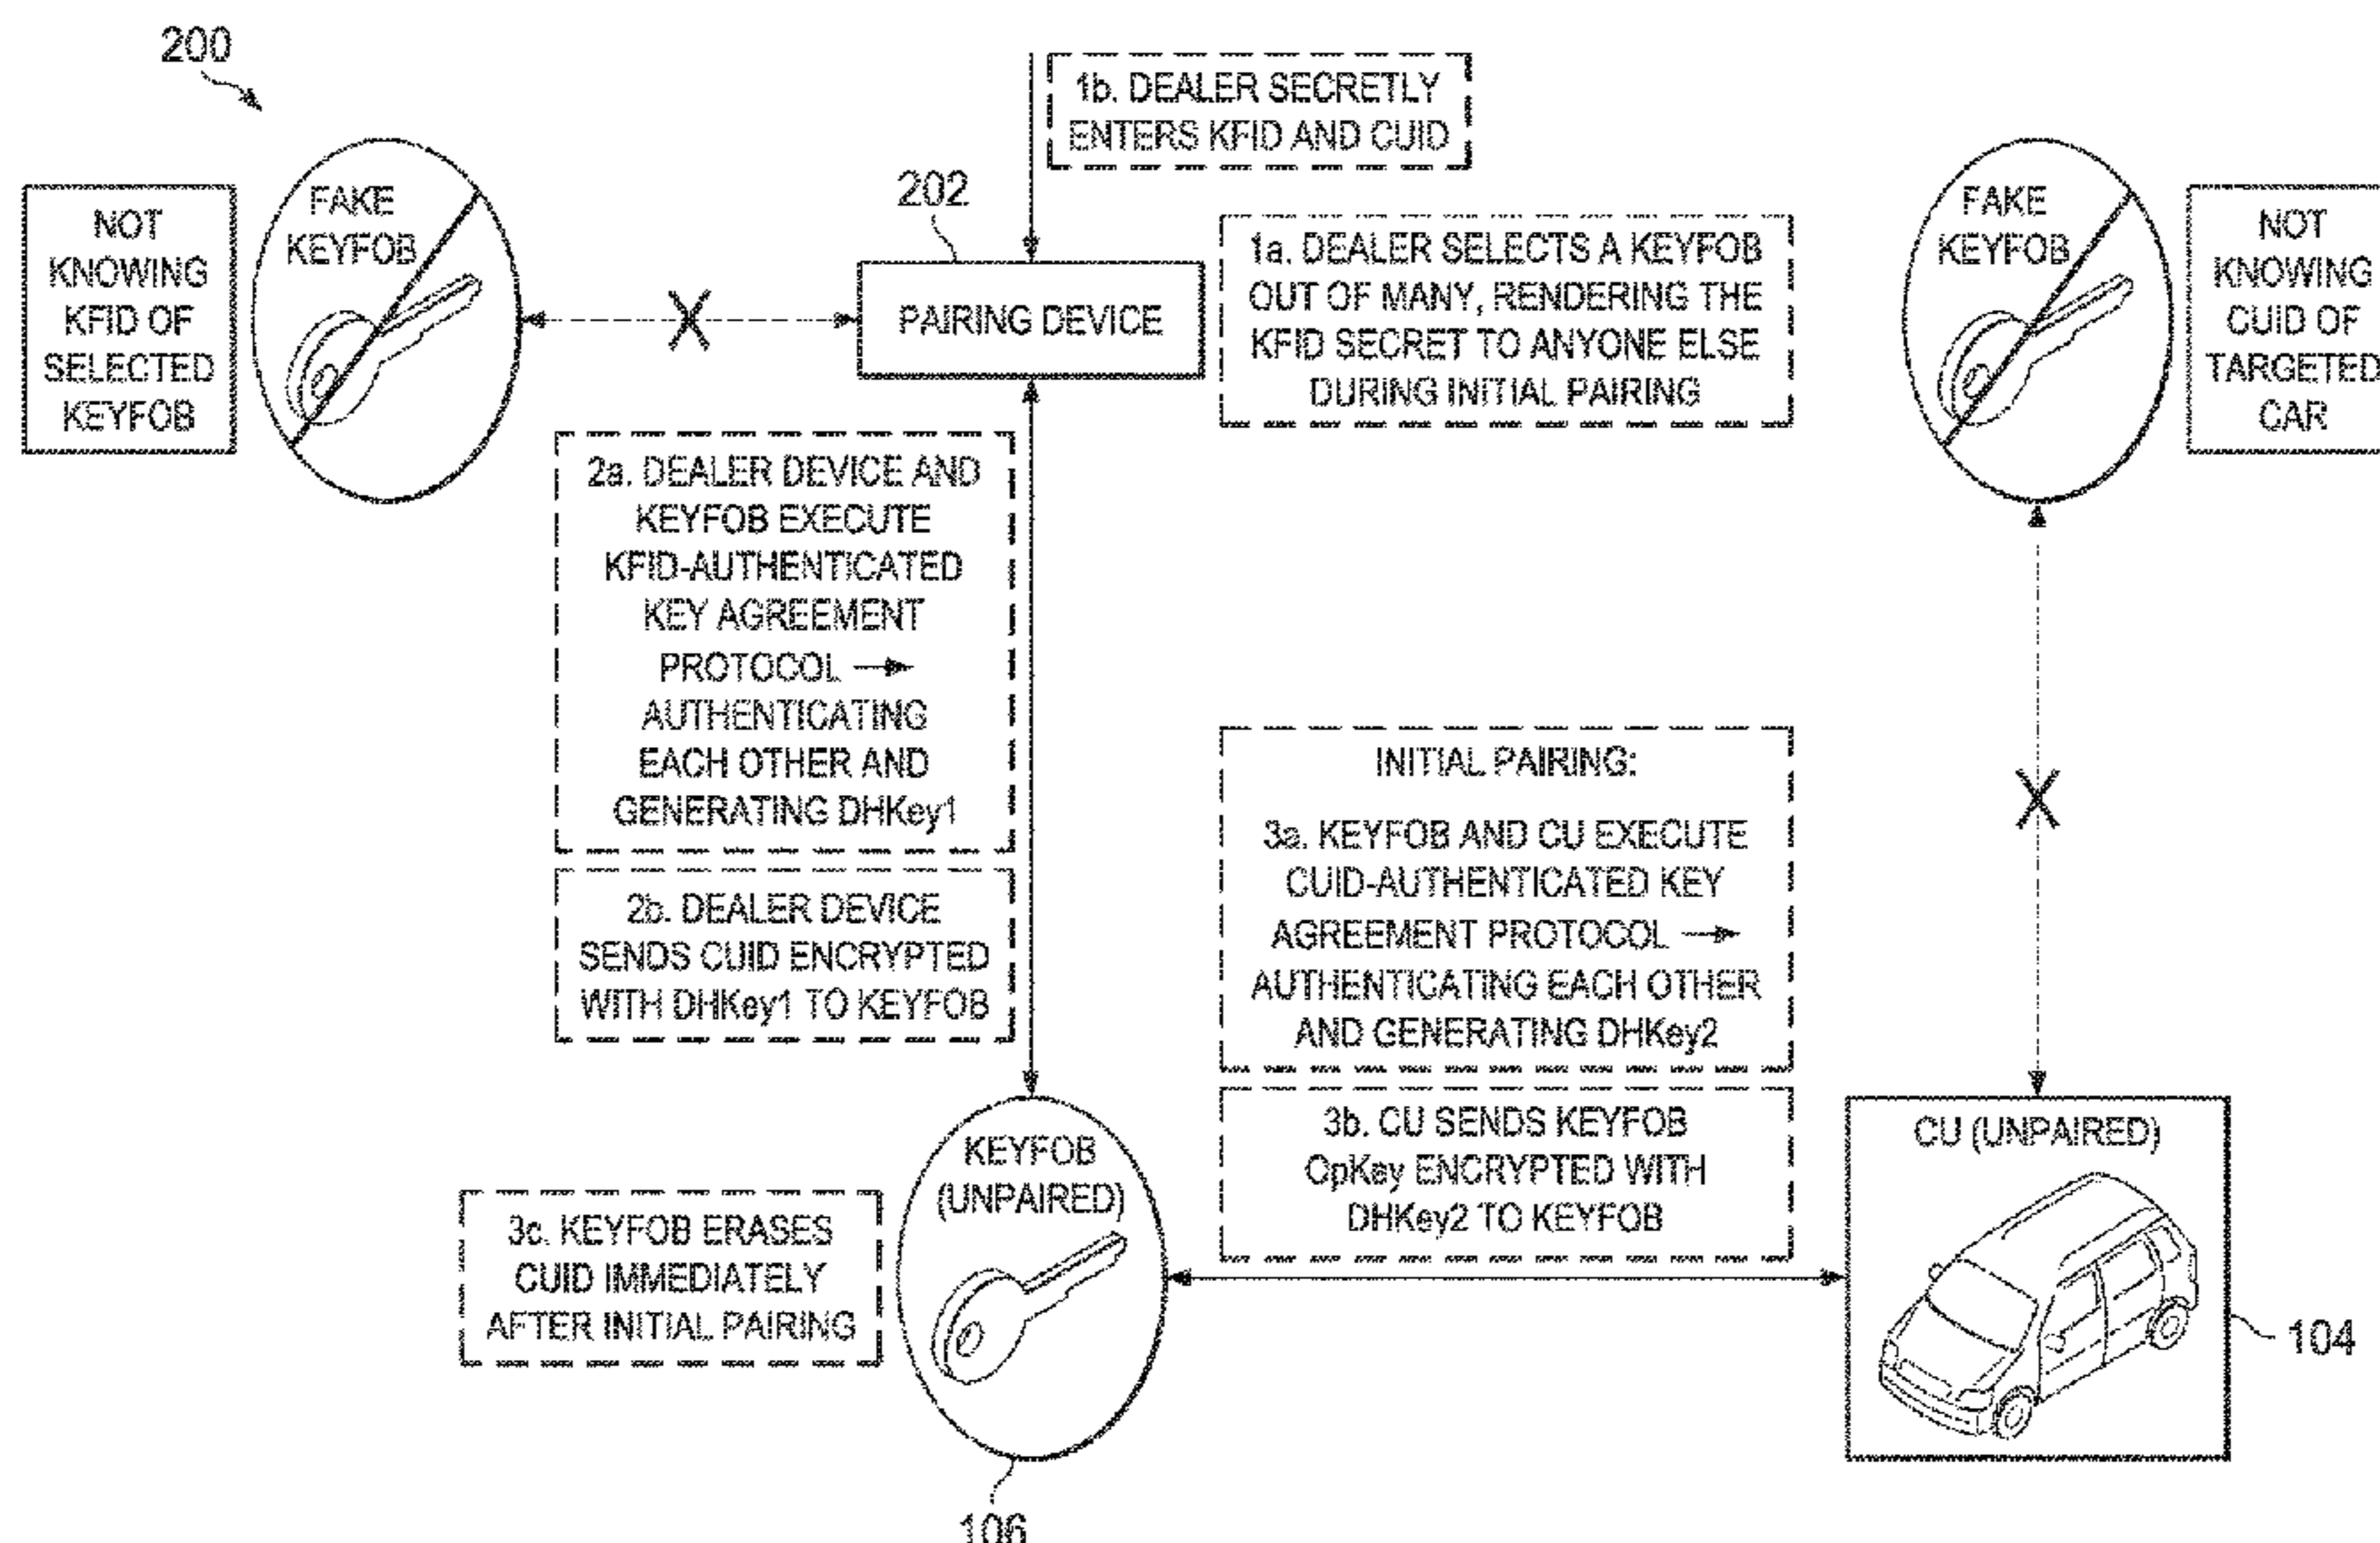 200
1b. DEALER SECRETLY
ENTERS KFID AND CUID
202
FAKE
KEYFOB
NOT
KNOWING
KFID OF
SELECTED
KEYFOB
PAIRING DEVICE
1a. DEALER SELECTS A KEYFOB
OUT OF MANY, RENDERING THE
KFID SECRET TO ANYONE ELSE
DURING INITIAL PAIRING
FAKE
KEYFOB
NOT
KNOWING
CUID OF
TARGETED
CAR
X
2a. DEALER DEVICE AND
KEYFOB EXECUTE
KFID-AUTHENTICATED
KEY AGREEMENT
PROTOCOL →
AUTHENTICATING
EACH OTHER AND
GENERATING DHKey1
2b. DEALER DEVICE
SENDS CUID ENCRYPTED
WITH DHKey1 TO KEYFOB
INITIAL PAIRING:
3a. KEYFOB AND CU EXECUTE
CUID-AUTHENTICATED KEY
AGREEMENT PROTOCOL →
AUTHENTICATING EACH OTHER
AND GENERATING DHKey2
X
3b. CU SENDS KEYFOB
OpKey ENCRYPTED WITH
DHKey2 TO KEYFOB
KEYFOB
(UNPAIRED)
3c. KEYFOB ERASES
CUID IMMEDIATELY
AFTER INITIAL PAIRING
CU (UNPAIRED)
104
106